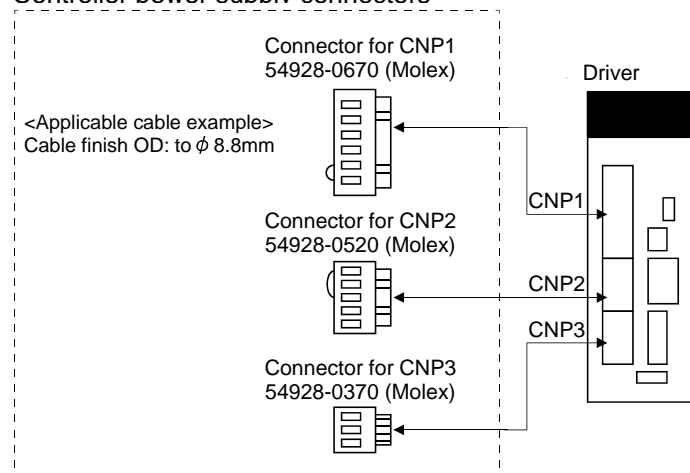 Controller power supply connectors
Connector for CNP1
54928-0670 (Molex)
Driver
<Applicable cable example>
Cable finish OD: to φ 8.8mm
CNP1
Connector for CNP2
54928-0520 (Molex)
CNP2
CNP3
Connector for CNP3
54928-0370 (Molex)